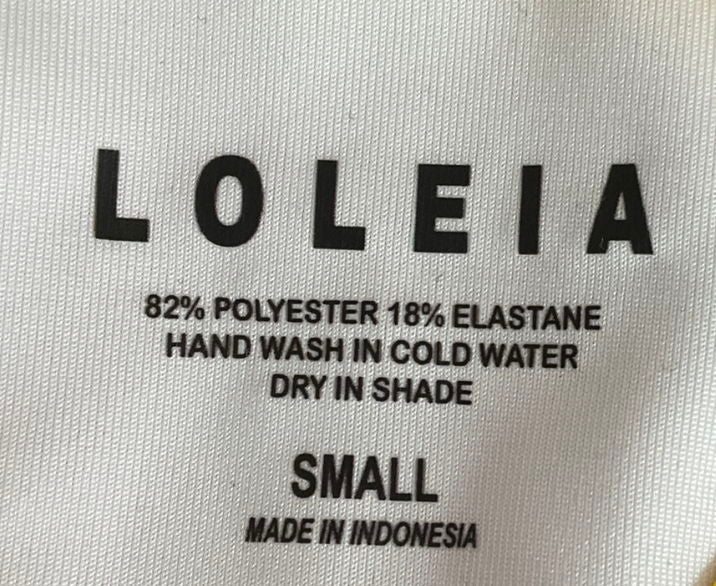 LOLEIA
82% POLYESTER 18% ELASTANE
HAND WASH IN COLD WATER
DRY IN SHADE
SMALL
MADE IN INDONESIA